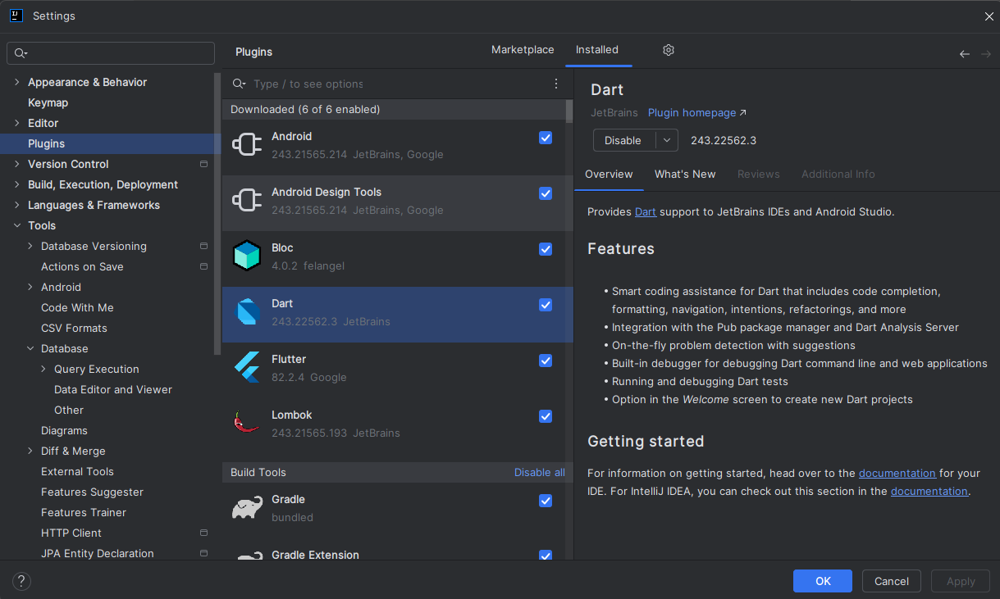 Settings
Appearance & Behavior
Keymap
Editor
Plugins
Version Control
Build, Execution, Deployment
Languages & Frameworks
Tools
Database Versioning
Actions on Save
Android
Code With Me
CSV Formats
Database
Query Execution
Data Editor and Viewer
Other
Diagrams
Diff & Merge
External Tools
Features Suggester
Features Trainer
HTTP Client
JPA Entity Declaration
Plugins
Marketplace
Installed
Type / to see options
Downloaded (6 of 6 enabled)
Android
243.21565.214 JetBrains, Google
Android Design Tools
243.21565.214 JetBrains, Google
Bloc
4.0.2 felangel
Dart
243.22562.3 JetBrains
Flutter
82.2.4 Google
Lombok
243.21565.193 JetBrains
Build Tools
Disable all
Gradle
bundled
Gradle Extension
Dart
JetBrains Plugin homepage ↗
Disable
243.22562.3
Overview
What's New
Reviews
Additional Info
Provides Dart support to JetBrains IDEs and Android Studio.
Features
• Smart coding assistance for Dart that includes code completion,
formatting, navigation, intentions, refactorings, and more
• Integration with the Pub package manager and Dart Analysis Server
• On-the-fly problem detection with suggestions
• Built-in debugger for debugging Dart command line and web applications
• Running and debugging Dart tests
• Option in the Welcome screen to create new Dart projects
Getting started
For information on getting started, head over to the documentation for your
IDE. For IntelliJ IDEA, you can check out this section in the documentation.
?
OK
Cancel
Apply